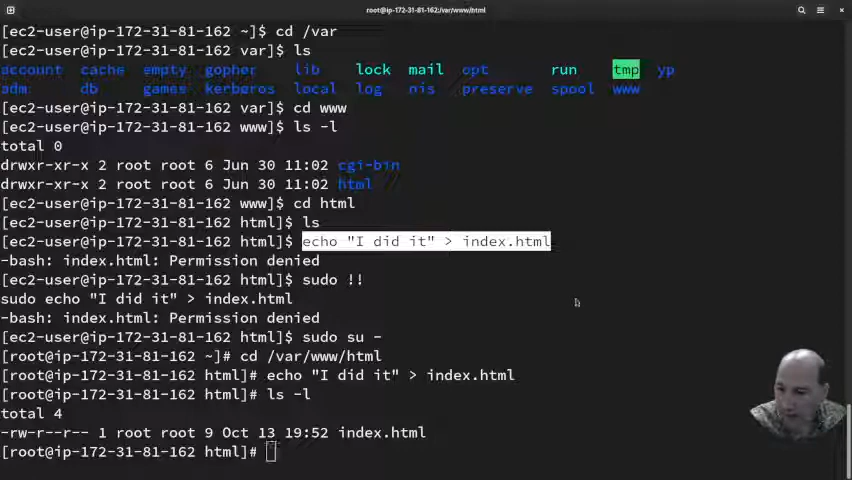 root@ip-172-31-81-162:/var/www/html
[ec2-user@ip-172-31-81-162 ~]$ cd /var
[ec2-user@ip-172-31-81-162 var]$ ls
account cache empty gopher lib lock mail opt run tmp yp
adm db games kerberos local log nis preserve spool www
[ec2-user@ip-172-31-81-162 var]$ cd www
[ec2-user@ip-172-31-81-162 www]$ ls -l
total 0
drwxr-xr-x 2 root root 6 Jun 30 11:02 cgi-bin
drwxr-xr-x 2 root root 6 Jun 30 11:02 html
[ec2-user@ip-172-31-81-162 www]$ cd html
[ec2-user@ip-172-31-81-162 html]$ ls
[ec2-user@ip-172-31-81-162 html]$ echo "I did it" > index.html
-bash: index.html: Permission denied
[ec2-user@ip-172-31-81-162 html]$ sudo !!
sudo echo "I did it" > index.html
-bash: index.html: Permission denied
[ec2-user@ip-172-31-81-162 html]$ sudo su -
[root@ip-172-31-81-162 ~]# cd /var/www/html
[root@ip-172-31-81-162 html]# echo "I did it" > index.html
[root@ip-172-31-81-162 html]# ls -l
total 4
-rw-r--r-- 1 root root 9 Oct 13 19:52 index.html
[root@ip-172-31-81-162 html]#